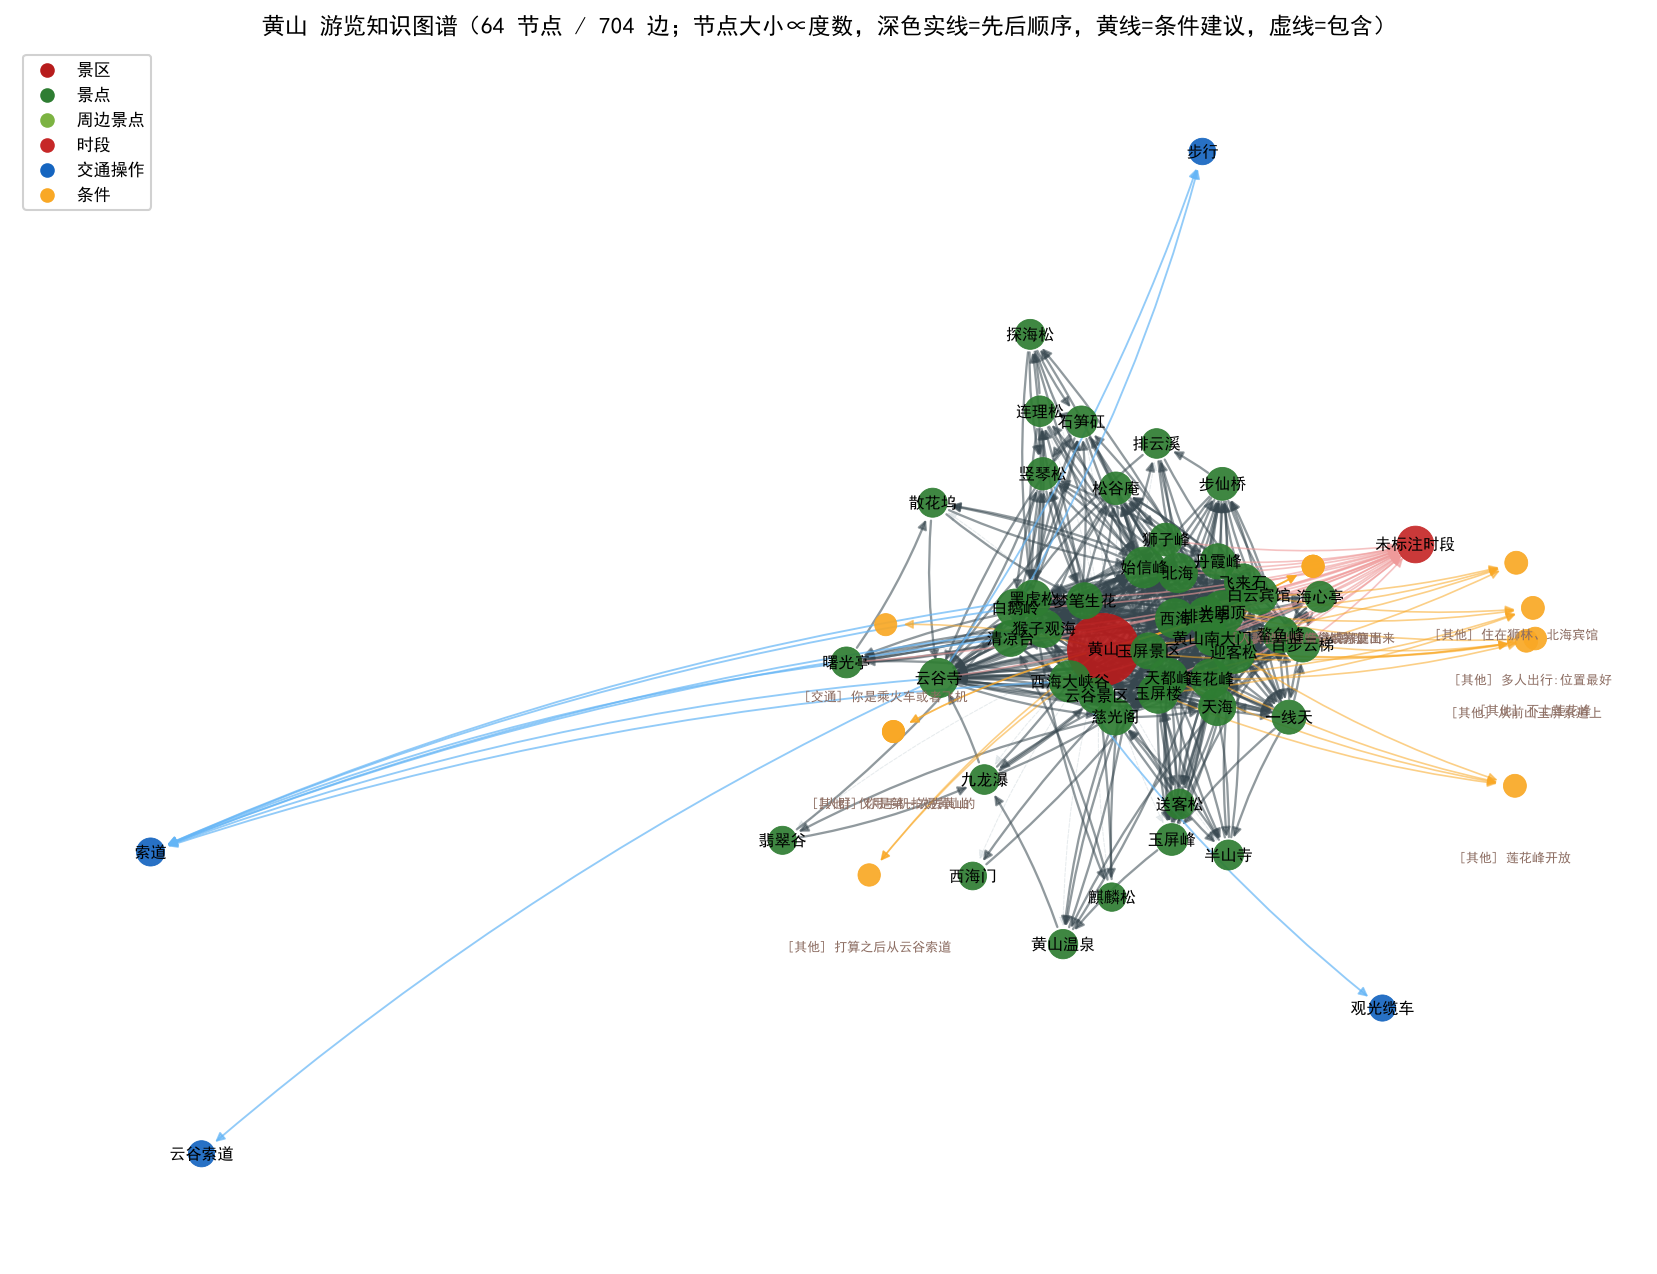 黄山 游览知识图谱（64 节点 / 704 边；节点大小∝度数，深色实线=先后顺序，黄线=条件建议，虚线=包含）
景区
景点
周边景点
时段
交通操作
条件
步行
探海松
连理松
石笋矼
排云溪
竖琴松
松谷庵
步仙桥
散花坞
狮子峰
未标注时段
丹霞峰
始信峰
北海
飞来石
白云宾馆
海心亭
黑虎松
梦笔生花
白鹅岭
光明顶
排云亭
西海
猴子观海
清凉台
黄山南大门
鳌鱼峰
[其他] 住在狮林、北海宾馆
百步云梯
黄山
玉屏景区
迎客松
曙光亭
云谷寺
西海大峡谷
天都峰
莲花峰
[其他] 多人出行:位置最好
[交通] 你是乘火车或者飞机
云谷景区
玉屏楼
慈光阁
天海
一线天
九龙瀑
送客松
翡翠谷
玉屏峰
索道
半山寺
[其他] 莲花峰开放
西海门
麒麟松
黄山温泉
[其他] 打算之后从云谷索道
观光缆车
云谷索道